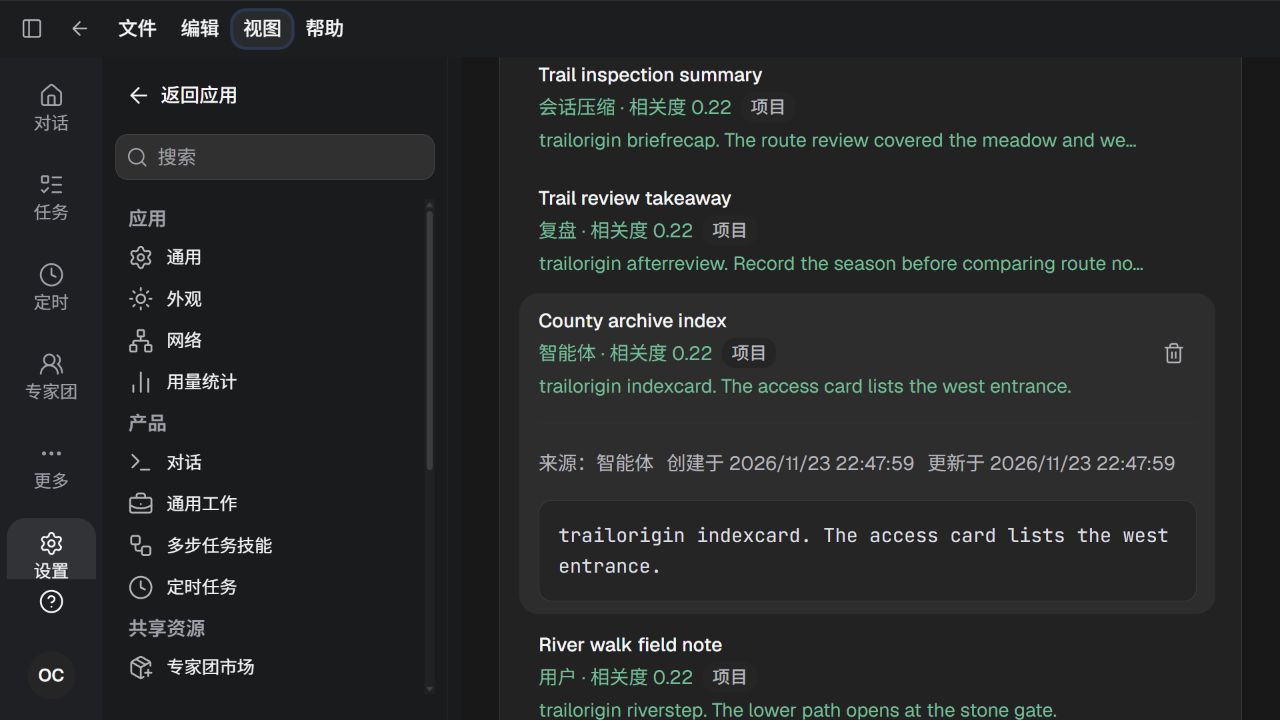 文件 编辑 视图 帮助
对话
任务
定时
专家团
更多
设置
OC
返回应用
搜索
应用
通用
外观
网络
用量统计
产品
对话
通用工作
多步任务技能
定时任务
共享资源
专家团市场
Trail inspection summary
会话压缩 · 相关度 0.22 项目
trailorigin briefrecap. The route review covered the meadow and we...
Trail review takeaway
复盘 · 相关度 0.22 项目
trailorigin afterreview. Record the season before comparing route no...
County archive index
智能体 · 相关度 0.22 项目
trailorigin indexcard. The access card lists the west entrance.
来源：智能体 创建于 2026/11/23 22:47:59 更新于 2026/11/23 22:47:59
trailorigin indexcard. The access card lists the west
entrance.
River walk field note
用户 · 相关度 0.22 项目
trailorigin riverstep. The lower path opens at the stone gate.